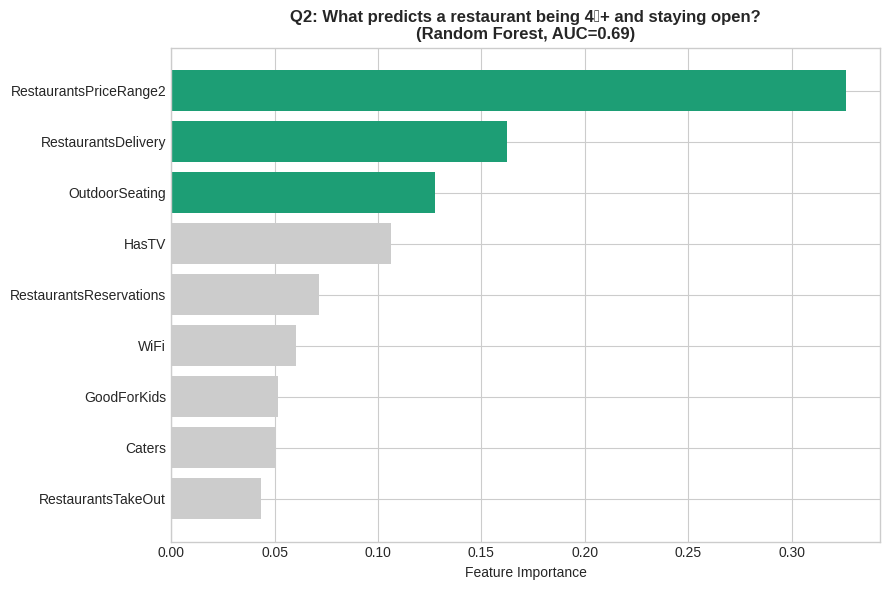 Q2: What predicts a restaurant being 4▯+ and staying open?
(Random Forest, AUC=0.69)
RestaurantsPriceRange2
RestaurantsDelivery
OutdoorSeating
HasTV
RestaurantsReservations
WiFi
GoodForKids
Caters
RestaurantsTakeOut
0.00 0.05 0.10 0.15 0.20 0.25 0.30
Feature Importance